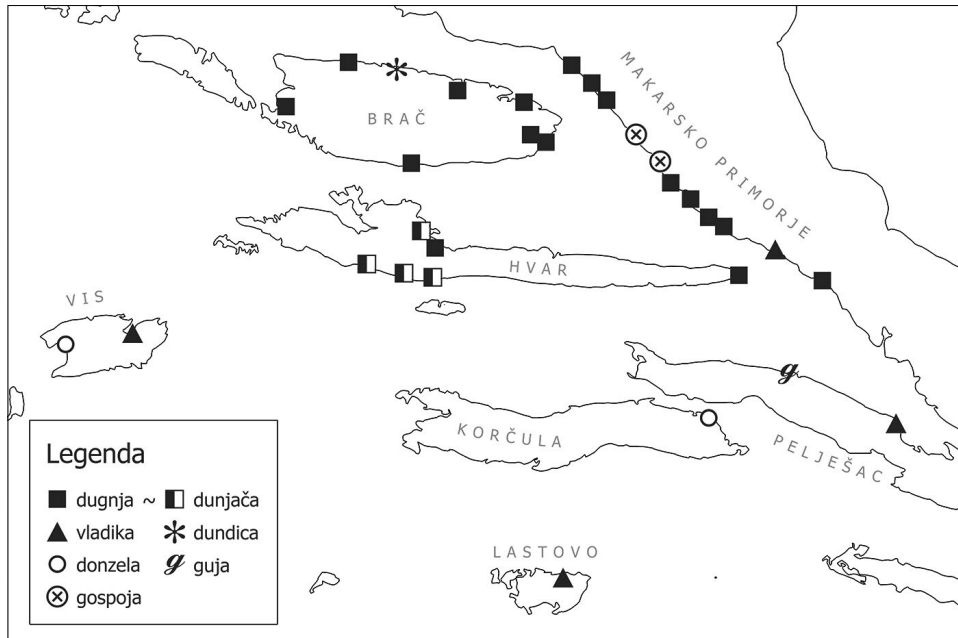 MAKARSKO PRIMORJE
BRAČ
HVAR
VIS
g
KORČULA
PELJEŠAC
LASTOVO
Legenda
dugnja ~ dunjača
vladika dundica
donzela g guja
gospoja